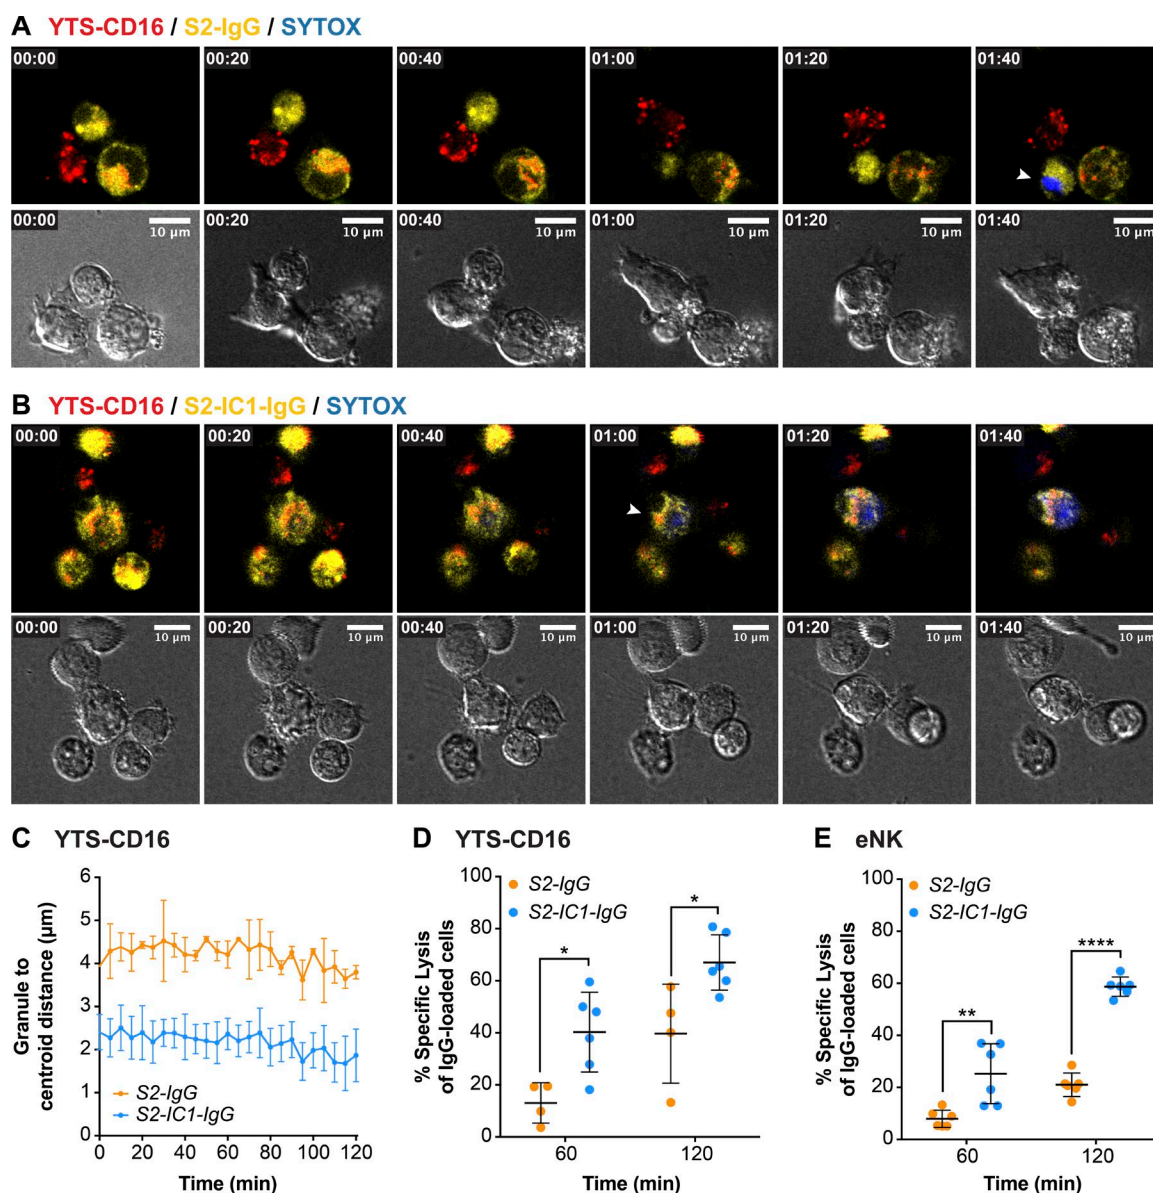 A YTS-CD16 / S2-IgG / SYTOX
00:00 00:20 00:40 01:00 01:20 01:40
00:00 00:20 00:40 01:00 01:20 01:40
10 µm 10 µm 10 µm 10 µm 10 µm 10 µm
B YTS-CD16 / S2-IC1-IgG / SYTOX
00:00 00:20 00:40 01:00 01:20 01:40
00:00 00:20 00:40 01:00 01:20 01:40
10 µm 10 µm 10 µm 10 µm 10 µm 10 µm
C YTS-CD16
Granule to
centroid distance (µm)
6
5
4
3
2
1
0
S2-IgG
S2-IC1-IgG
0 20 40 60 80 100 120
Time (min)
D YTS-CD16
% Specific Lysis
of IgG-loaded cells
100
80
60
40
20
0
S2-IgG
S2-IC1-IgG
*
*
60 120
Time (min)
E eNK
% Specific Lysis
of IgG-loaded cells
100
80
60
40
20
0
S2-IgG
S2-IC1-IgG
**
****
60 120
Time (min)